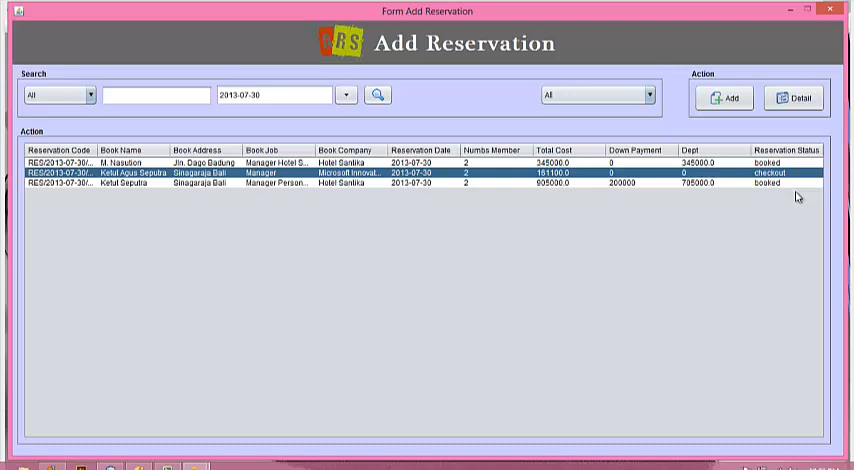 Form Add Reservation
RRS Add Reservation
Search
Action
All
2013-07-30
All
Add
Detail
Action
Reservation Code Book Name Book Address Book Job Book Company Reservation Date Numbs Member Total Cost Down Payment Dept Reservation Status
RES/2013-07-30/... M. Nasution Jln. Dago Badung Manager Hotel S... Hotel Santika 2013-07-30 2 345000.0 0 345000.0 booked
RES/2013-07-30/... Ketut Agus Seputra Sinagaraja Bali Manager Microsoft Innovat... 2013-07-30 2 161100.0 0 0 checkout
RES/2013-07-30/... Ketut Seputra Sinagaraja Bali Manager Person... Hotel Santika 2013-07-30 2 905000.0 200000 705000.0 booked